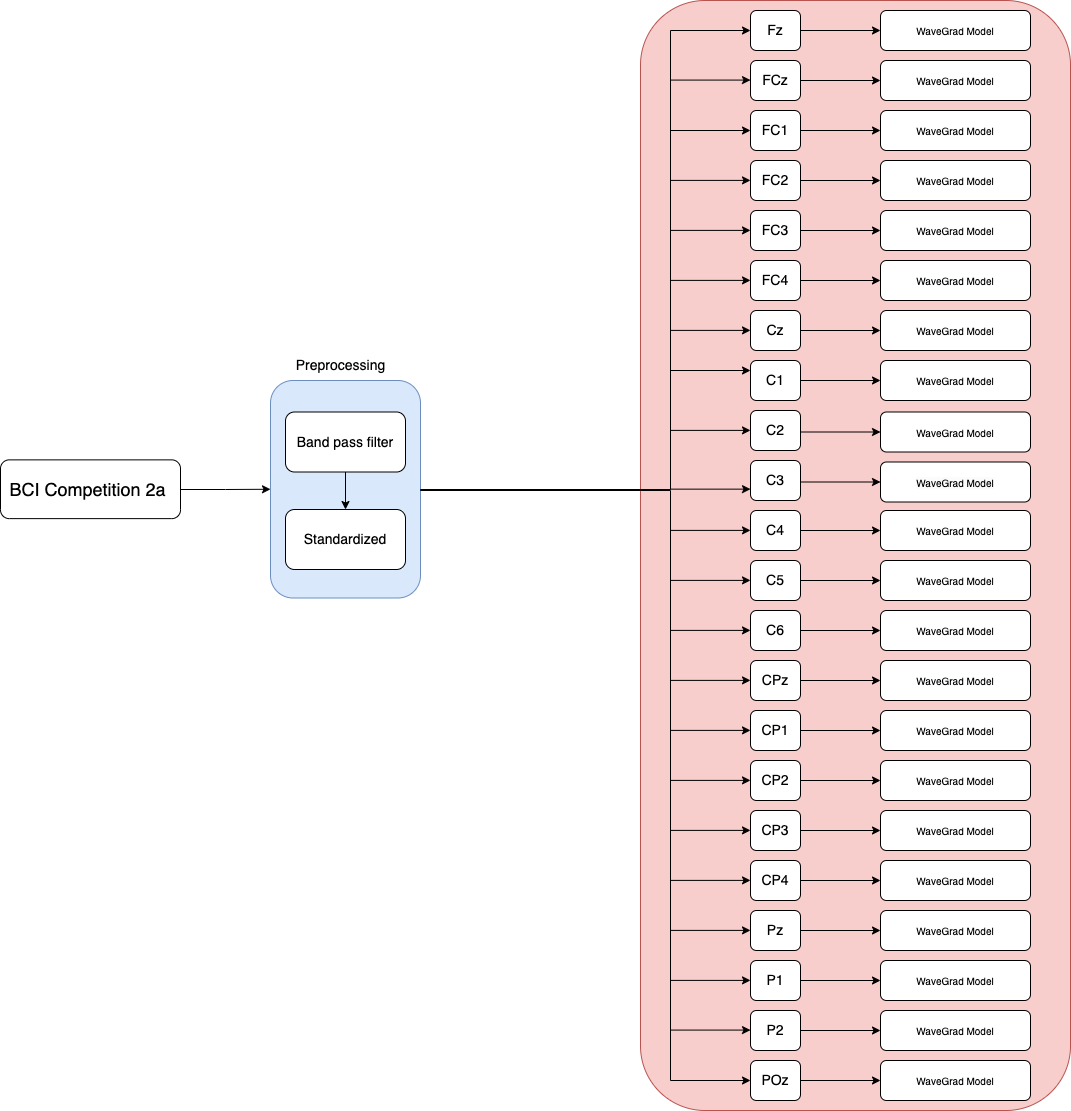 Fz
WaveGrad Model
FCz
WaveGrad Model
FC1
WaveGrad Model
FC2
WaveGrad Model
FC3
WaveGrad Model
FC4
WaveGrad Model
Cz
WaveGrad Model
Preprocessing
C1
WaveGrad Model
Band pass filter
C2
WaveGrad Model
BCI Competition 2a
C3
WaveGrad Model
Standardized
C4
WaveGrad Model
C5
WaveGrad Model
C6
WaveGrad Model
CPz
WaveGrad Model
CP1
WaveGrad Model
CP2
WaveGrad Model
CP3
WaveGrad Model
CP4
WaveGrad Model
Pz
WaveGrad Model
P1
WaveGrad Model
P2
WaveGrad Model
POz
WaveGrad Model